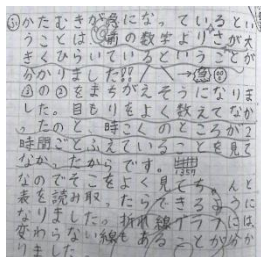 かたむきが急になっているとい
うことは、前の数字よりさが大
きくひらいているということが
分かりました!!
②の②をまちがえそうになりま
した。目もりをよく数えてなか
ったのと、時こくのところが2
時間ごとふえているところを見て
なかったからです。
なのでそこをよく見てちゃんと
表を読み取ったらできるように
なりました。折れ線グラフには、
変わらない線もあることが分か
りました。